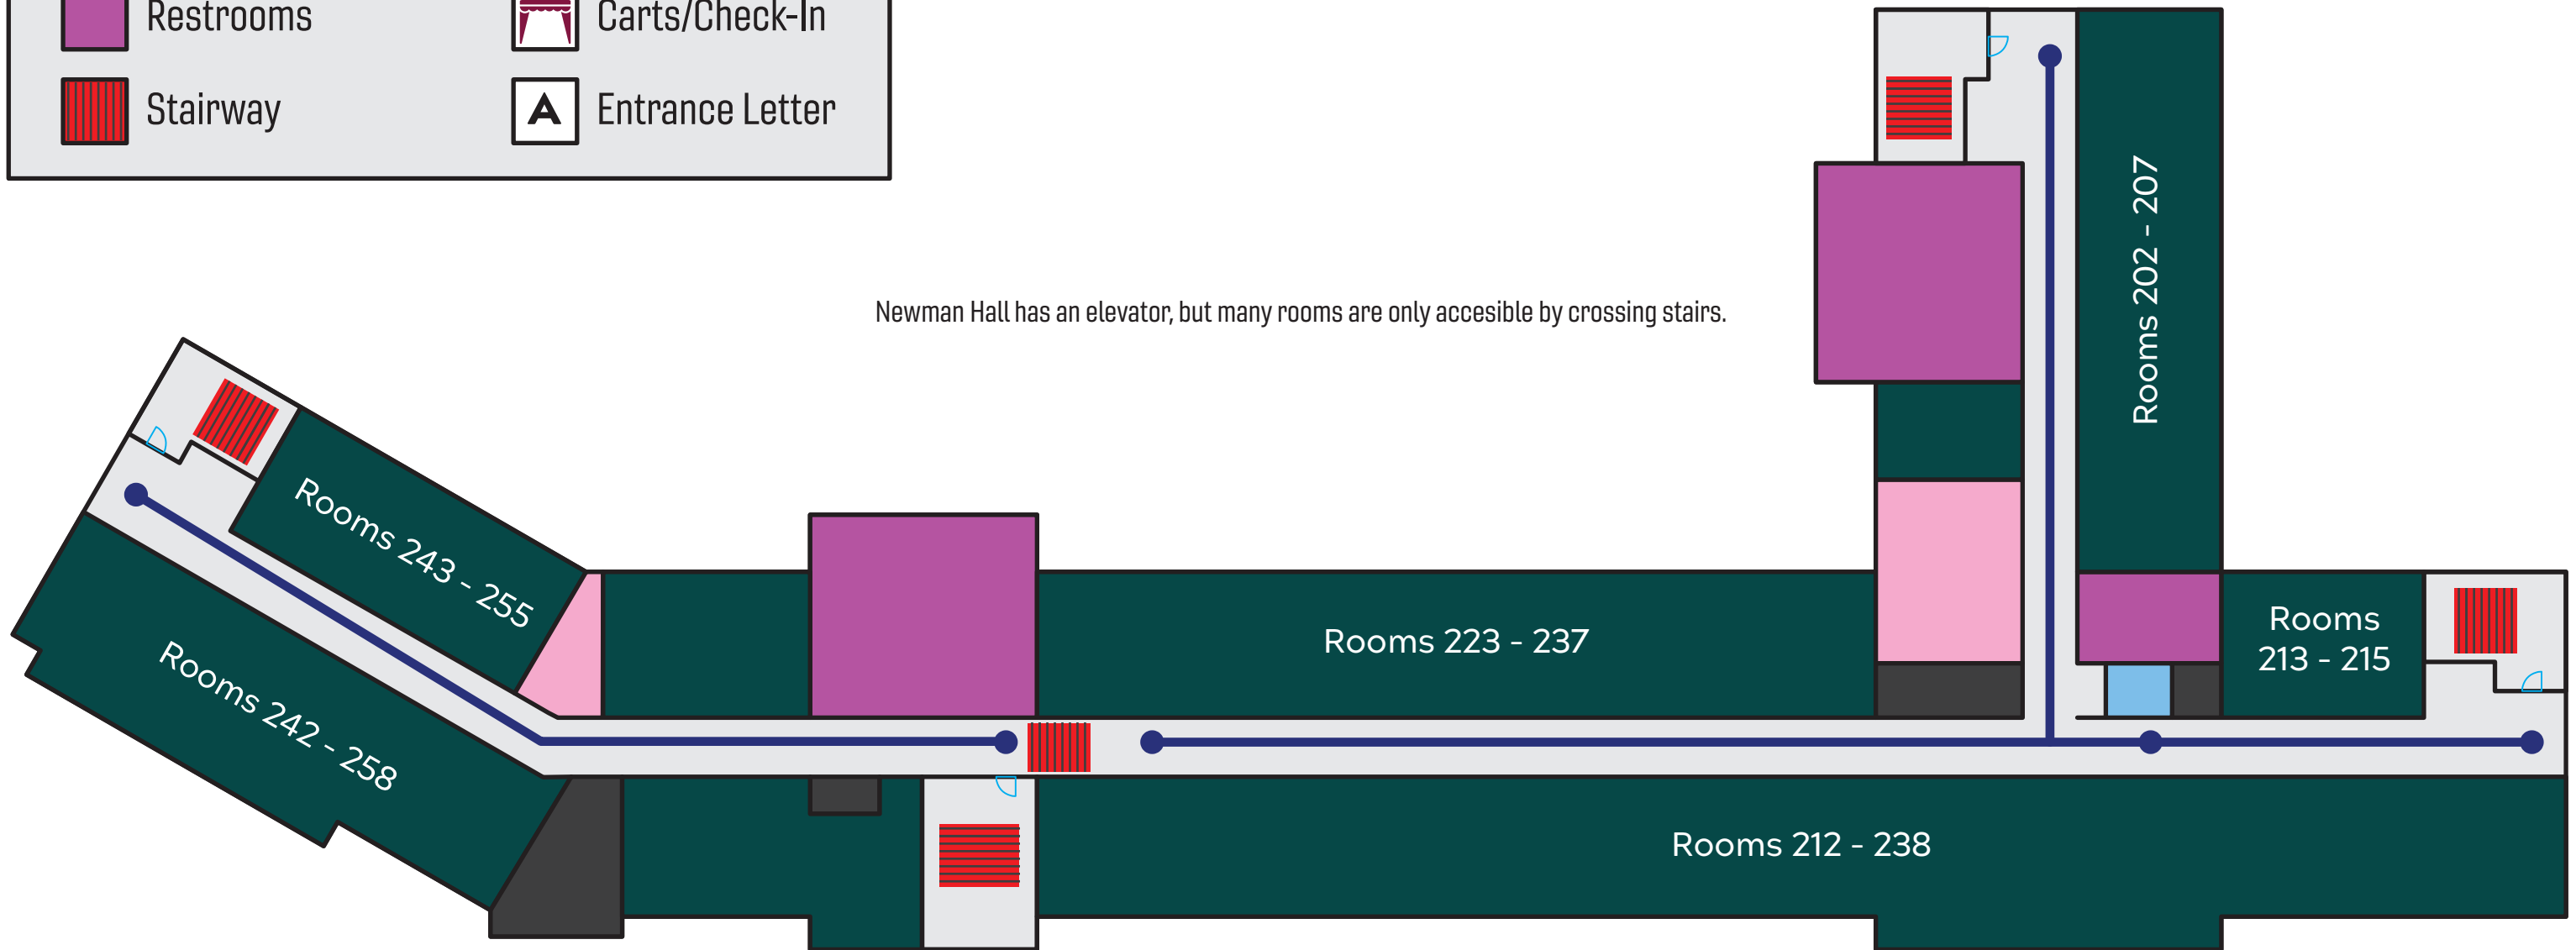 Restrooms
Carts/Check-In
Stairway
A
Entrance Letter
Newman Hall has an elevator, but many rooms are only accesible by crossing stairs.
Rooms 202 - 207
Rooms 243 - 255
Rooms 242 - 258
Rooms 223 - 237
Rooms
213 - 215
Rooms 212 - 238